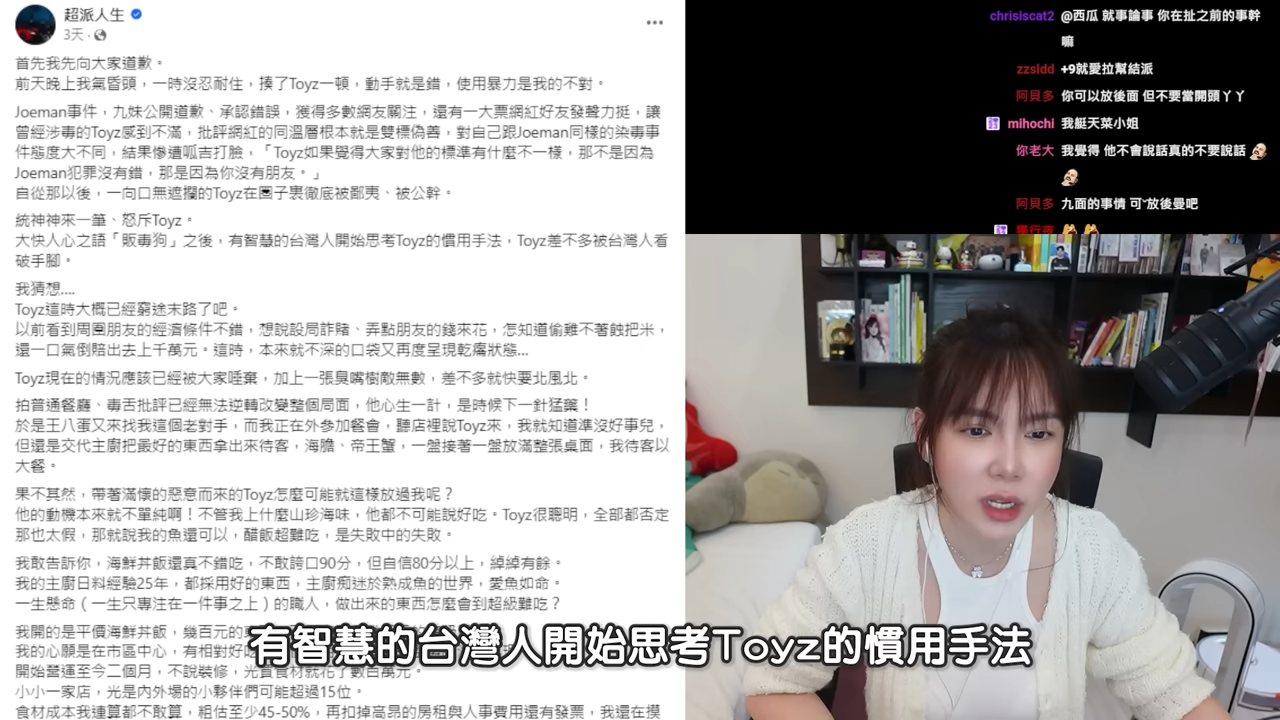 超派人生
3天
首先我先向大家道歉。
前天晚上我氣昏頭，一時沒忍耐住，揍了Toyz一頓，動手就是錯，使用暴力是我的不對。
Joeman事件，九妹公開道歉、承認錯誤，獲得多數網友關注，還有一大票網紅好友發聲力挺，讓
曾經涉毒的Toyz感到不滿，批評網紅的同溫層根本就是雙標偽善，對自己跟Joeman同樣的染毒事
件態度大不同，結果慘遭呱吉打臉，「Toyz如果覺得大家對他的標準有什麼不一樣，那不是因為
Joeman犯罪沒有錯，那是因為你沒有朋友。」
自從那以後，一向口無遮攔的Toyz在圈子裏徹底被鄙夷、被公幹。
統神神來一筆、怒斥Toyz。
大快人心之語「販毒狗」之後，有智慧的台灣人開始思考Toyz的慣用手法，Toyz差不多被台灣人看
破手腳。
我猜想....
Toyz這時大概已經窮途末路了吧。
以前看到周圍朋友的經濟條件不錯，想說設局詐賭、弄點朋友的錢來花，怎知道偷雞不著蝕把米，
還一口氣倒賠出去上千萬元。這時，本來就不深的口袋又再度呈現乾癟狀態...
Toyz現在的情況應該已經被大家唾棄，加上一張臭嘴樹敵無數，差不多就快要北風北。
拍普通餐廳、毒舌批評已經無法逆轉改變整個局面，他心生一計，是時候下一針猛藥！
於是王八蛋又來找我這個老對手，而我正在外參加餐會，聽店裡說Toyz來，我就知道準沒好事兒，
但還是交代主廚把最好的東西拿出來待客，海膽、帝王蟹，一盤接著一盤放滿整張桌面，我待客以
大餐。
果不其然，帶著滿懷的惡意而來的Toyz怎麼可能就這樣放過我呢？
他的動機本來就不單純啊！不管我上什麼山珍海味，他都不可能說好吃。Toyz很聰明，全部都否定
那也太假，那就說我的魚還可以，醋飯超難吃，是失敗中的失敗。
我敢告訴你，海鮮丼飯還真不錯吃，不敢誇口90分，但自信80分以上，綽綽有餘。
我的主廚日料經驗25年，都採用好的東西，主廚痴迷於熟成魚的世界，愛魚如命。
一生懸命（一生只專注在一件事之上）的職人，做出來的東西怎麼會到超級難吃？
我開的是平價海鮮丼飯，幾百元的
我的心願是在市區中心，有相對好吃
開始營運至今二個月，不說裝修，光買食材就花了數百萬元。
小小一家店，光是內外場的小夥伴們可能超過15位。
食材成本我連算都不敢算，粗估至少45-50%，再扣掉高昂的房租與人事費用還有發票，我還在摸
chrisiscat2 @西瓜 就事論事 你在扯之前的事幹
嘛
zzsldd +9就愛拉幫結派
阿貝多 你可以放後面 但不要當開頭ㄚㄚ
mihochi 我艇天菜小姐
你老大 我覺得 他不會說話真的不要說話
阿貝多 九面的事情 可ˇ放後曼吧
有智慧的台灣人開始思考Toyz的慣用手法